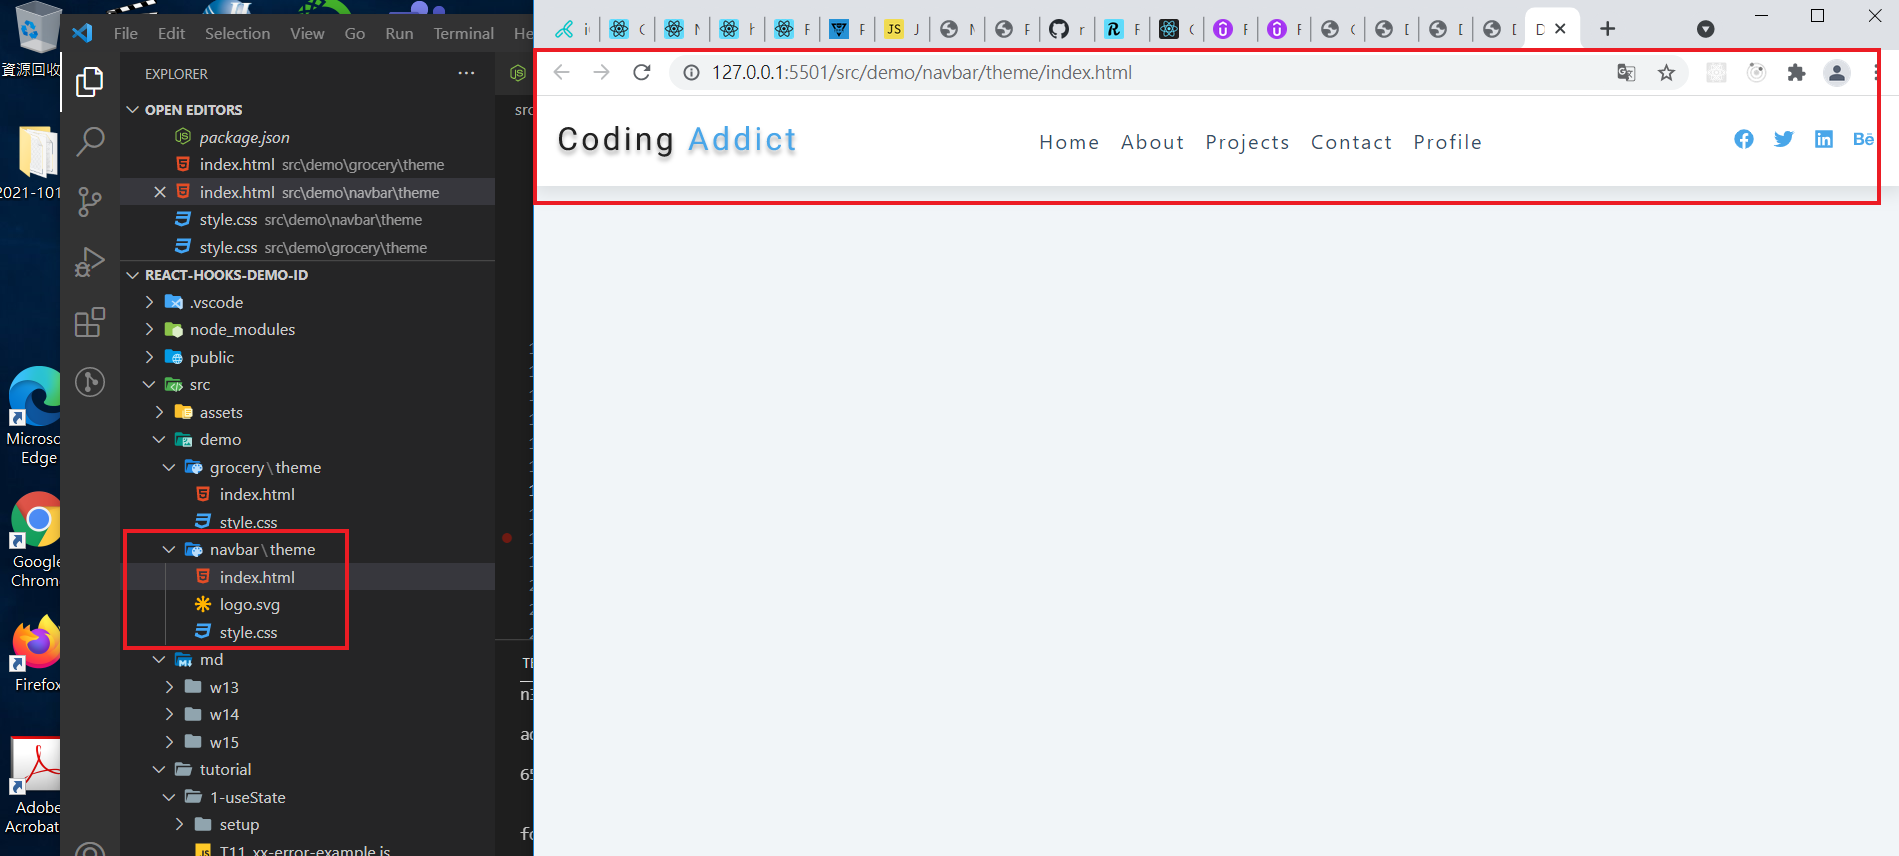 資源回收
2021-101
Microso
Edge
Google
Chrom
Firefox
Adobe
Acrobat
File Edit Selection View Go Run Terminal He
EXPLORER
OPEN EDITORS
package.json
index.html src\demo\grocery\theme
index.html src\demo\navbar\theme
style.css src\demo\navbar\theme
style.css src\demo\grocery\theme
REACT-HOOKS-DEMO-ID
.vscode
node_modules
public
src
assets
demo
grocery\theme
index.html
style.css
navbar\theme
index.html
logo.svg
style.css
md
w13
w14
w15
tutorial
1-useState
setup
T11_xx-error-example.js
src
127.0.0.1:5501/src/demo/navbar/theme/index.html
Coding Addict
Home About Projects Contact Profile
Bē